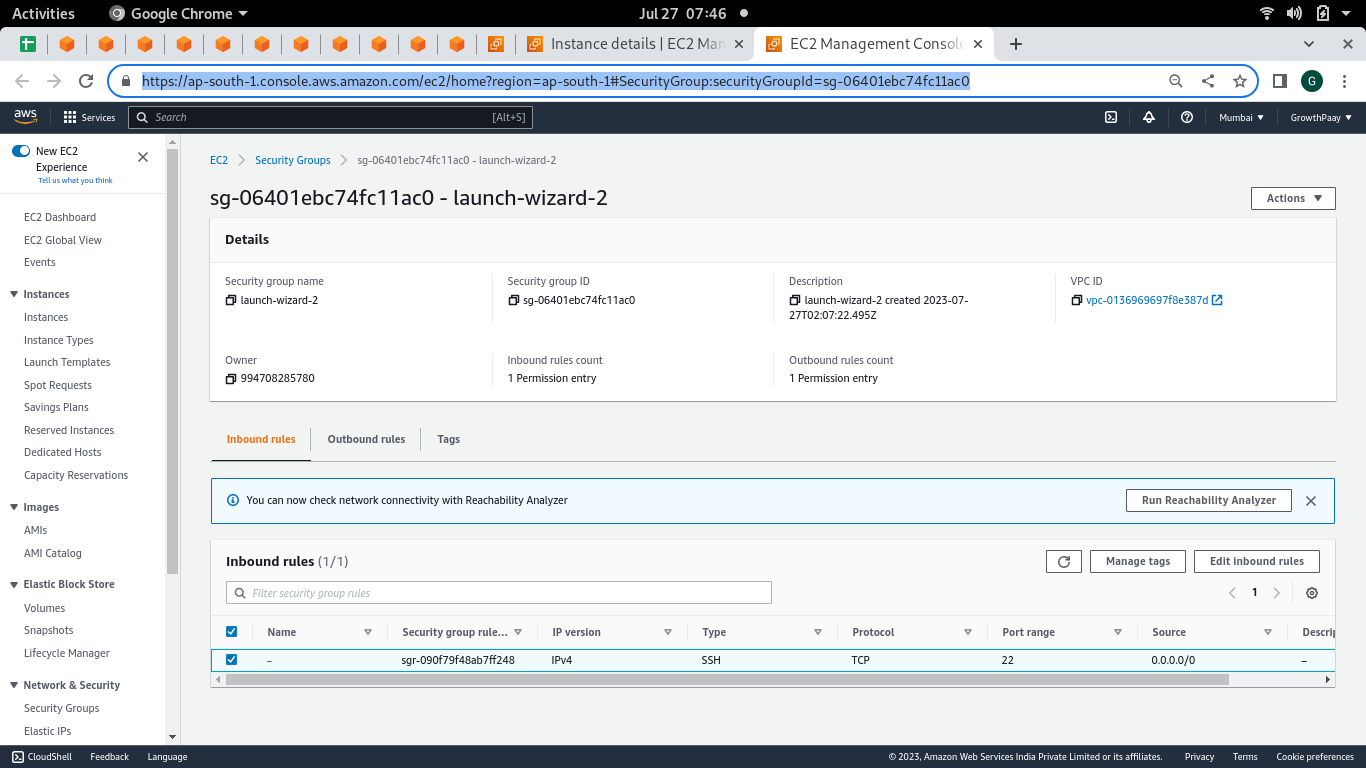 Activities
Google Chrome
Jul 27 07:46
Instance details | EC2 Man
EC2 Management Console
https://ap-south-1.console.aws.amazon.com/ec2/home?region=ap-south-1#SecurityGroup:securityGroupId=sg-06401ebc74fc11ac0
G
aws
Services
Search
[Alt+S]
Mumbai
GrowthPaay
New EC2
Experience
Tell us what you think
EC2 Dashboard
EC2 Global View
Events
Instances
Instances
Instance Types
Launch Templates
Spot Requests
Savings Plans
Reserved Instances
Dedicated Hosts
Capacity Reservations
Images
AMIs
AMI Catalog
Elastic Block Store
Volumes
Snapshots
Lifecycle Manager
Network & Security
Security Groups
Elastic IPs
EC2
Security Groups
sg-06401ebc74fc11ac0 - launch-wizard-2
sg-06401ebc74fc11ac0 - launch-wizard-2
Actions
Details
Security group name
launch-wizard-2
Security group ID
sg-06401ebc74fc11ac0
Description
launch-wizard-2 created 2023-07-
27T02:07:22.495Z
VPC ID
vpc-0136969697f8e387d
Owner
994708285780
Inbound rules count
1 Permission entry
Outbound rules count
1 Permission entry
Inbound rules
Outbound rules
Tags
You can now check network connectivity with Reachability Analyzer
Run Reachability Analyzer
Inbound rules (1/1)
Manage tags
Edit inbound rules
Filter security group rules
1
Name
Security group rule...
IP version
Type
Protocol
Port range
Source
Descrip
–
sgr-090f79f48ab7ff248
IPv4
SSH
TCP
22
0.0.0.0/0
–
CloudShell
Feedback
Language
© 2023, Amazon Web Services India Private Limited or its affiliates.
Privacy
Terms
Cookie preferences